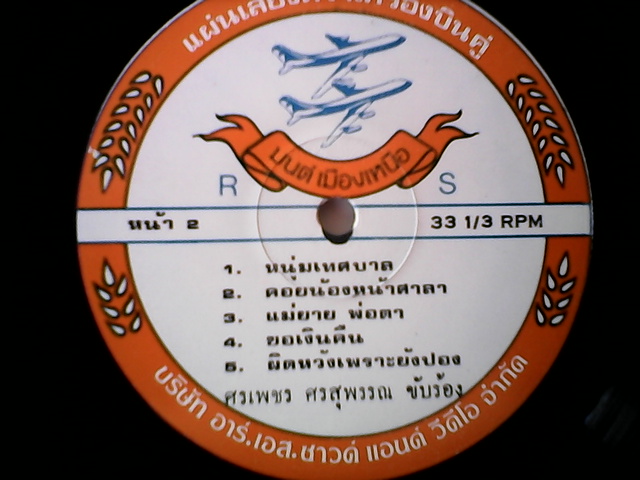 แผ่นเสียงตราเครื่องบินคู่
มนต์เมืองเหนือ
R S
หน้า 2
33 1/3 RPM
1. หนุ่มเทศบาล
2. คอยน้องหน้าศาลา
3. แม่ยาย พ่อตา
4. ขอเงินคืน
5. ผิดหวังเพราะยังปอง
ศรเพชร ศรสุพรรณ ขับร้อง
บริษัท อาร์.เอส.ซาวด์ แอนด์ วีดีโอ จำกัด